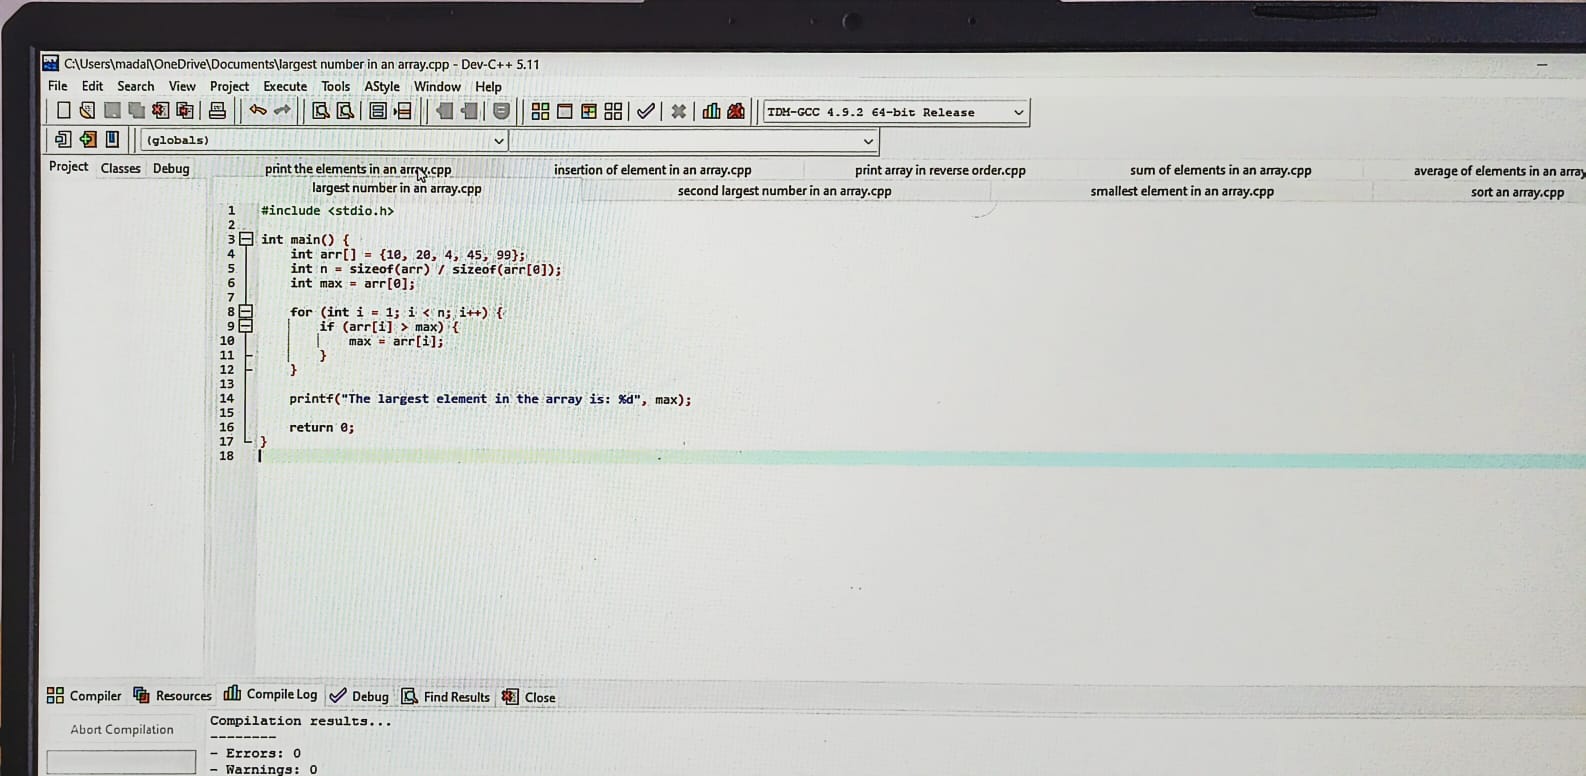 C:\Users\madal\OneDrive\Documents\largest number in an array.cpp - Dev-C++ 5.11
File Edit Search View Project Execute Tools AStyle Window Help
TDM-GCC 4.9.2 64-bit Release
(globals)
Project Classes Debug
print the elements in an array.cpp insertion of element in an array.cpp print array in reverse order.cpp sum of elements in an array.cpp average of elements in an array
largest number in an array.cpp second largest number in an array.cpp smallest element in an array.cpp sort an array.cpp
1 #include <stdio.h>
2
3 int main() {
4 int arr[] = {10, 20, 4, 45, 99};
5 int n = sizeof(arr) / sizeof(arr[0]);
6 int max = arr[0];
7
8 for (int i = 1; i < n; i++) {
9 if (arr[i] > max) {
10 max = arr[i];
11 }
12 }
13
14 printf("The largest element in the array is: %d", max);
15
16 return 0;
17 }
18
Compiler Resources Compile Log Debug Find Results Close
Abort Compilation
Compilation results...
--------
- Errors: 0
- Warnings: 0